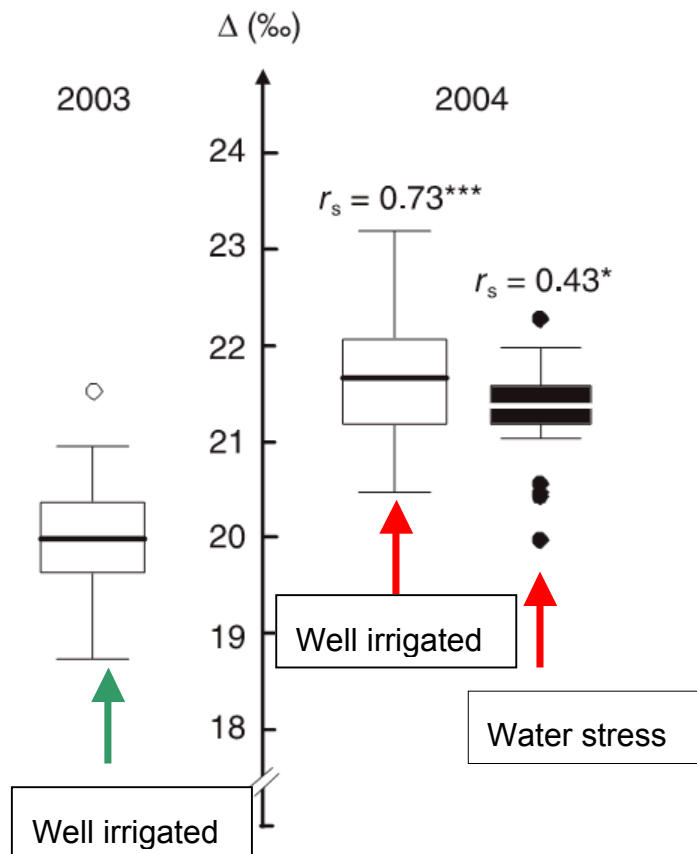 Δ (‰)
2003
2004
24
r_s = 0.73***
23
r_s = 0.43*
22
21
20
19
Well irrigated
18
Water stress
Well irrigated